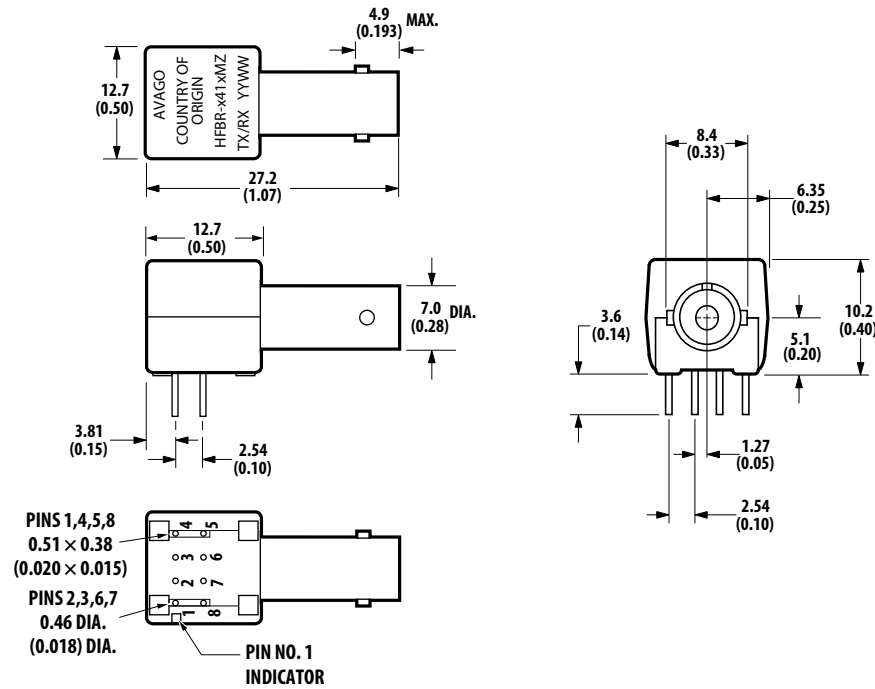 4.9
(0.193)
MAX.
12.7
(0.50)
AVAGO
COUNTRY OF
ORIGIN
HFBR-x41xMZ
TX/RX YYWW
27.2
(1.07)
8.4
(0.33)
6.35
(0.25)
12.7
(0.50)
7.0
(0.28)
DIA.
3.6
(0.14)
10.2
(0.40)
5.1
(0.20)
3.81
(0.15)
2.54
(0.10)
1.27
(0.05)
2.54
(0.10)
PINS 1,4,5,8
0.51 × 0.38
(0.020 × 0.015)
PINS 2,3,6,7
0.46 DIA.
(0.018) DIA.
4 5
3 6
2 7
1 8
PIN NO. 1
INDICATOR